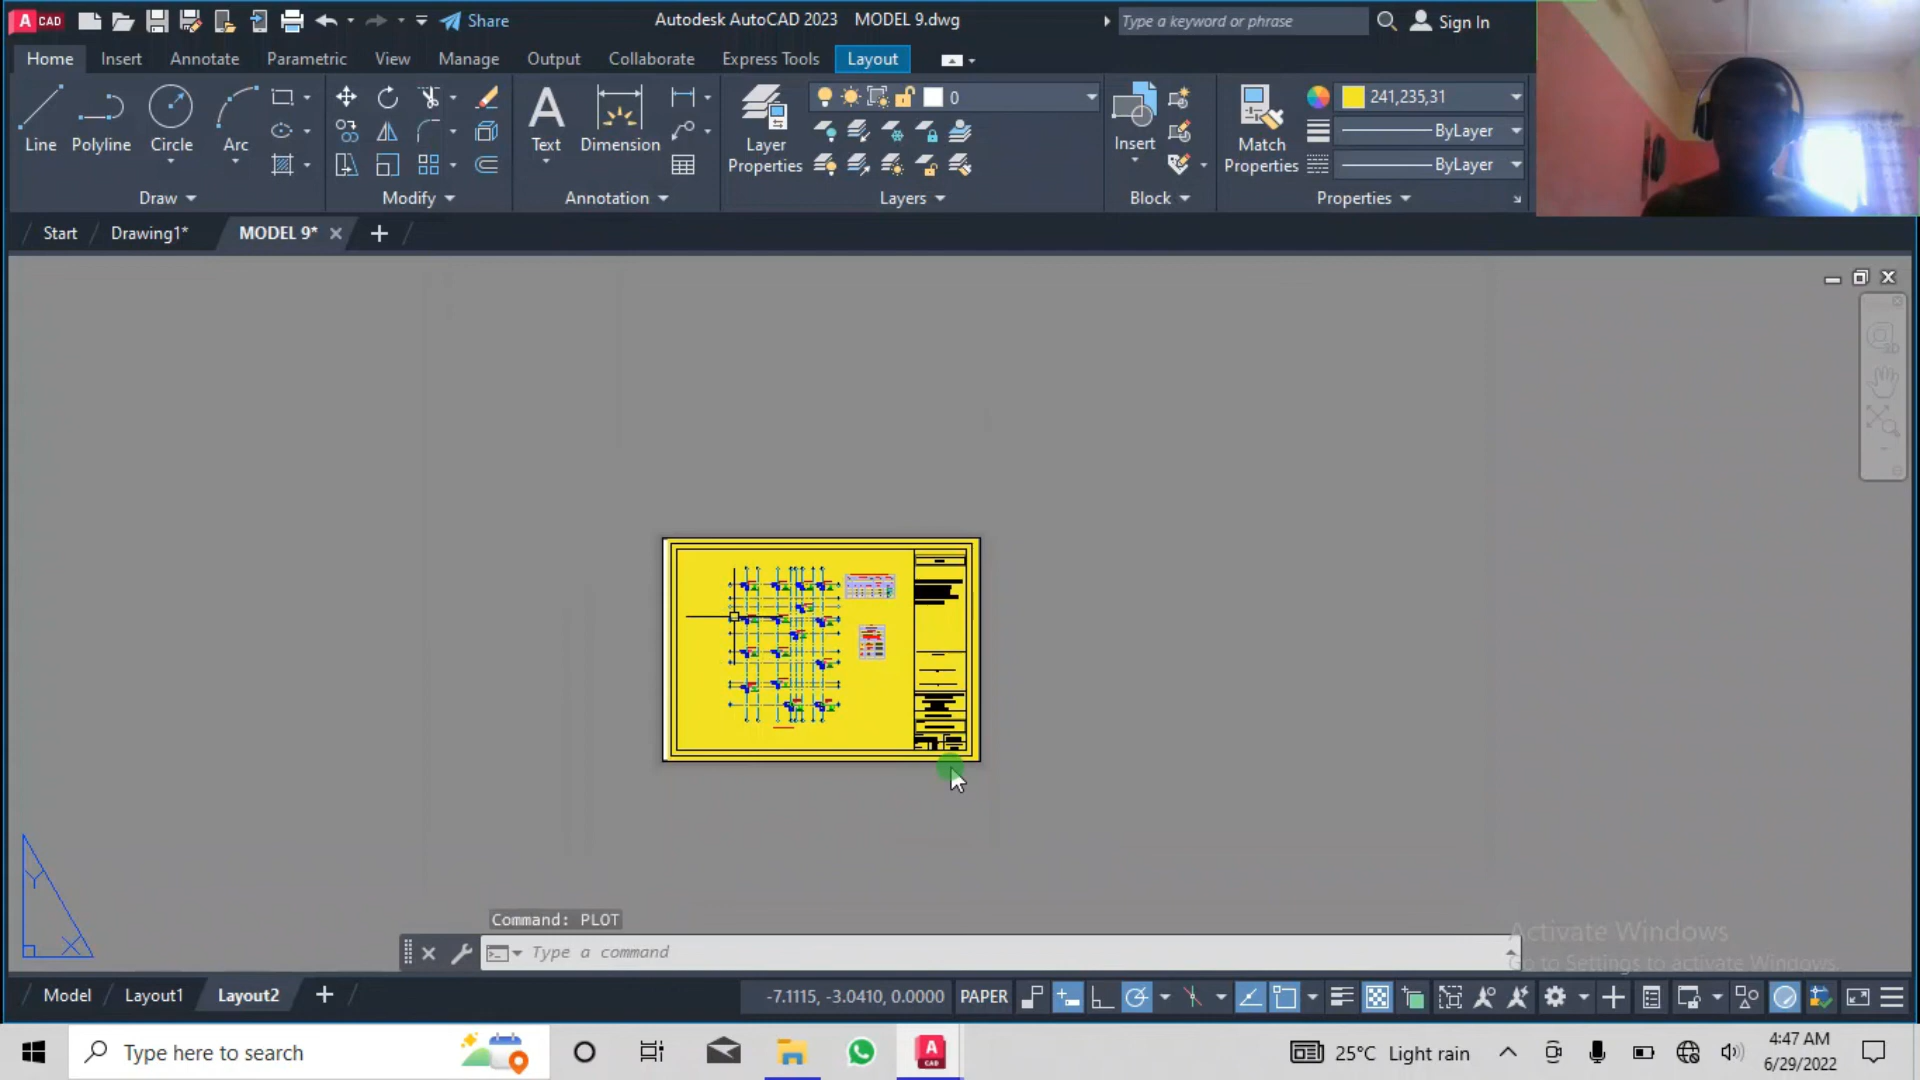 A CAD Share Autodesk AutoCAD 2023 MODEL 9.dwg Type a keyword or phrase Sign In
Home Insert Annotate Parametric View Manage Output Collaborate Express Tools Layout
Line Polyline Circle Arc Text Dimension Layer Properties 0 Insert Match Properties 241,235,31
ByLayer
ByLayer
Draw Modify Annotation Layers Block Properties
Start Drawing1* MODEL 9*
3D
Y
X
Command: PLOT
Type a command
Activate Windows
Go to Settings to activate Windows.
Model Layout1 Layout2 -7.1115, -3.0410, 0.0000 PAPER
Type here to search A CAD 25°C Light rain 4:47 AM
6/29/2022